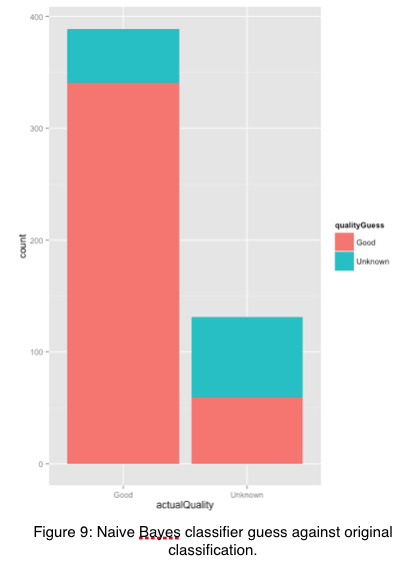 400
300
200
100
0
count
Good
Unknown
actualQuality
qualityGuess
Good
Unknown
Figure 9: Naive Bayes classifier guess against original
classification.